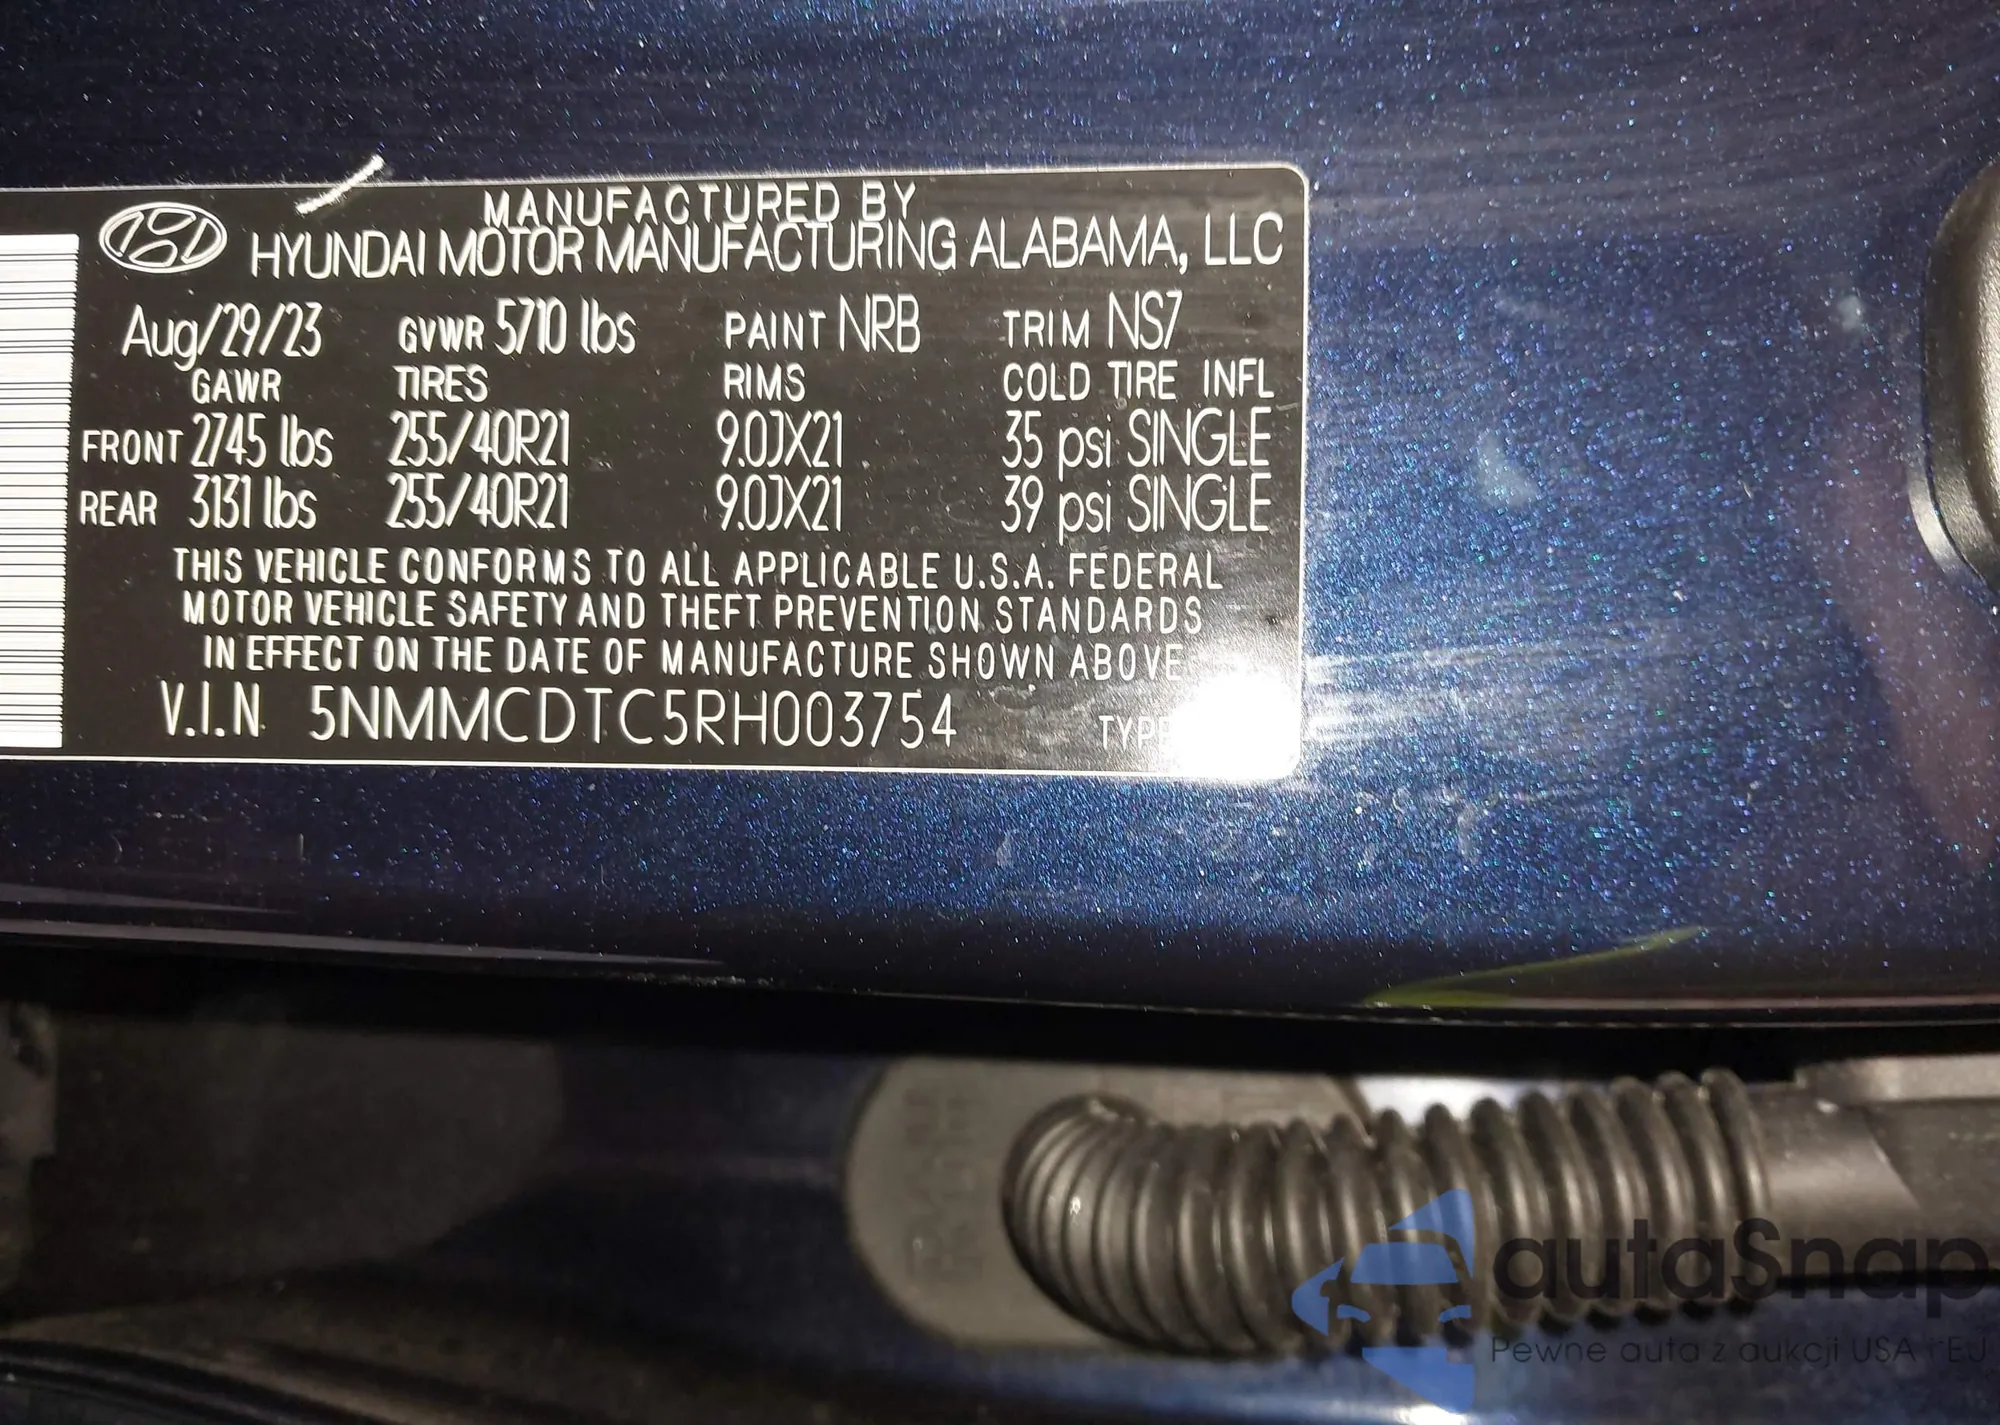 MANUFACTURED BY
HYUNDAI MOTOR MANUFACTURING ALABAMA, LLC
Aug/29/23 GVWR 5710 lbs PAINT NRB TRIM NS7
GAWR TIRES RIMS COLD TIRE INFL
FRONT 2745 lbs 255/40R21 9.0JX21 35 psi SINGLE
REAR 3131 lbs 255/40R21 9.0JX21 39 psi SINGLE
THIS VEHICLE CONFORMS TO ALL APPLICABLE U.S.A. FEDERAL
MOTOR VEHICLE SAFETY AND THEFT PREVENTION STANDARDS
IN EFFECT ON THE DATE OF MANUFACTURE SHOWN ABOVE
V.I.N. 5NMMCDTC5RH003754 TYPE
autaSnap
Pewne auta z aukcji USA i EU